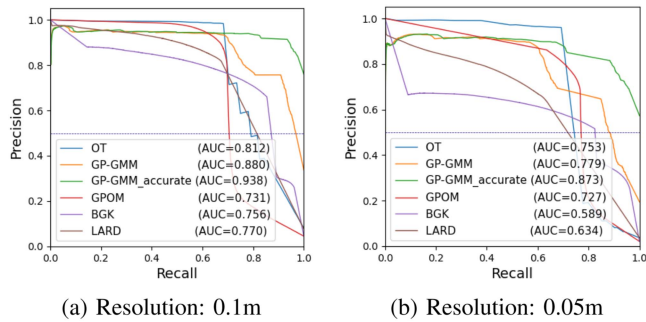 1.0
0.8
0.6
0.4
0.2
0.0
Precision
OT (AUC=0.812)
GP-GMM (AUC=0.880)
GP-GMM_accurate (AUC=0.938)
GPOM (AUC=0.731)
BGK (AUC=0.756)
LARD (AUC=0.770)
0.0 0.2 0.4 0.6 0.8 1.0
Recall
(a) Resolution: 0.1m
1.0
0.8
0.6
0.4
0.2
0.0
Precision
OT (AUC=0.753)
GP-GMM (AUC=0.779)
GP-GMM_accurate (AUC=0.873)
GPOM (AUC=0.727)
BGK (AUC=0.589)
LARD (AUC=0.634)
0.0 0.2 0.4 0.6 0.8 1.0
Recall
(b) Resolution: 0.05m